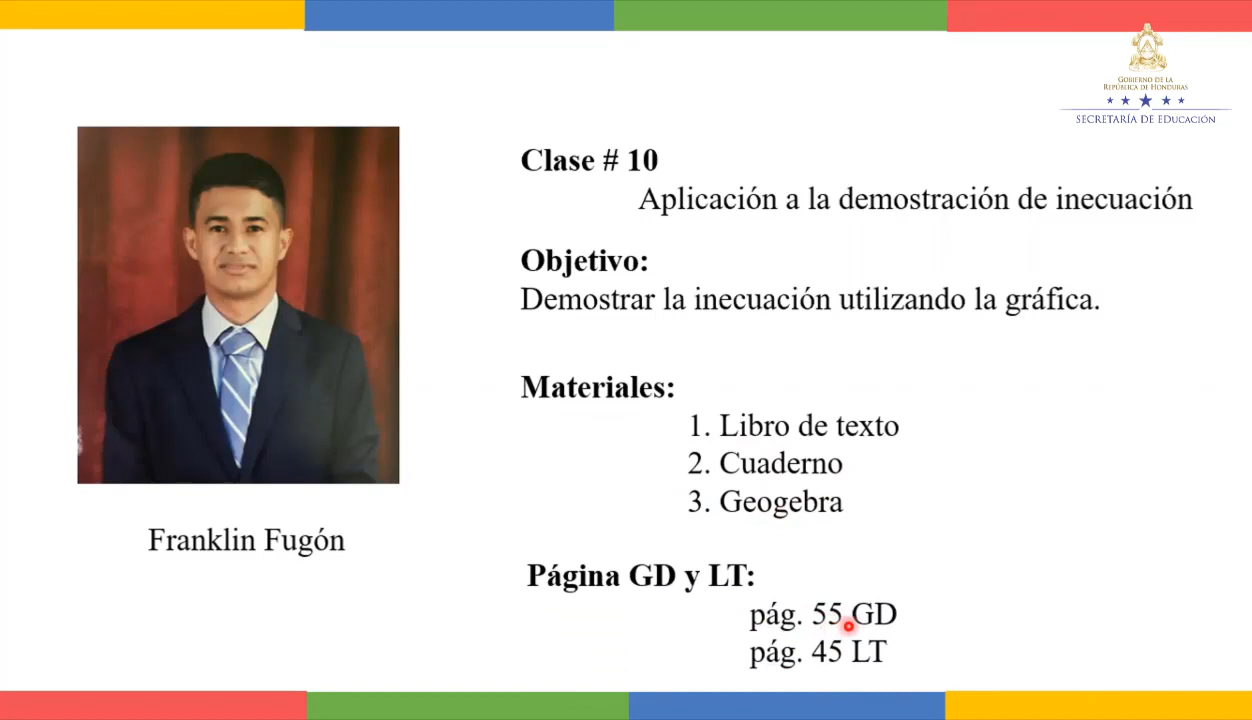 GOBIERNO DE LA
REPÚBLICA DE HONDURAS
SECRETARÍA DE EDUCACIÓN
Clase # 10
Aplicación a la demostración de inecuación
Objetivo:
Demostrar la inecuación utilizando la gráfica.
Materiales:
1. Libro de texto
2. Cuaderno
3. Geogebra
Franklin Fugón
Página GD y LT:
pág. 55 GD
pág. 45 LT